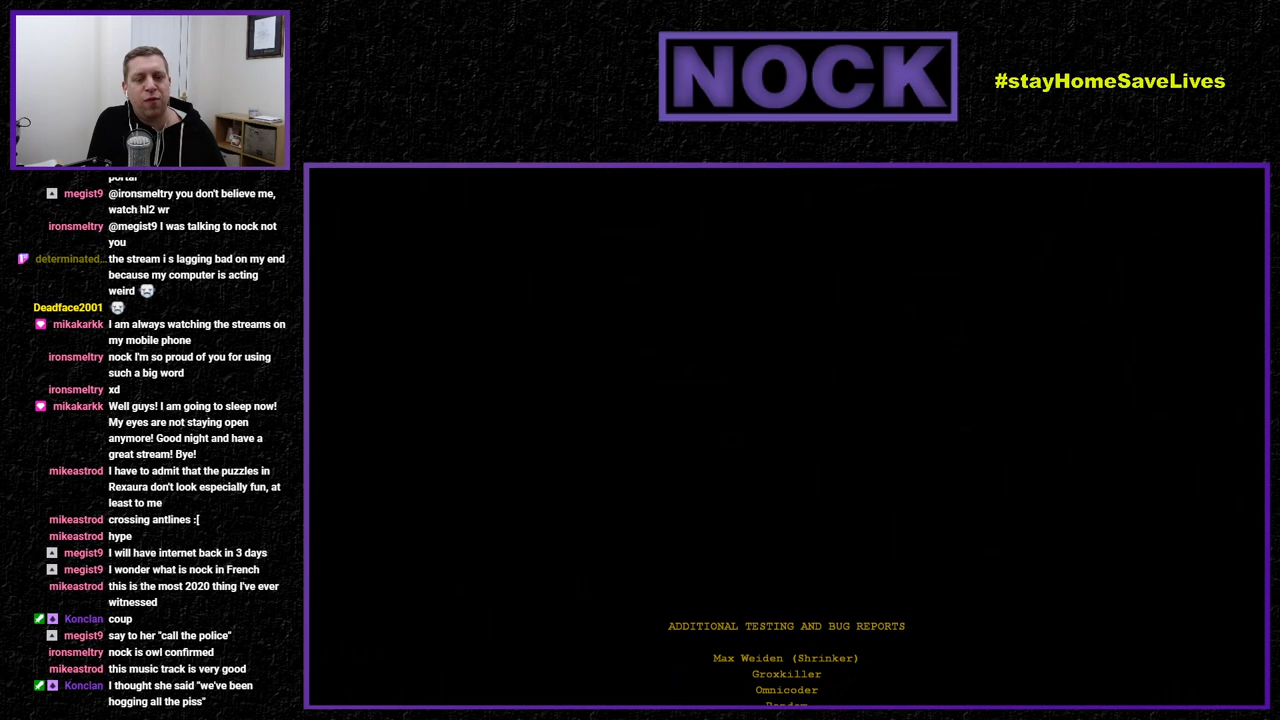 NOCK
#stayHomeSaveLives
portal
megist9 @ironsmeltry you don't believe me,
watch hl2 wr
ironsmeltry @megist9 I was talking to nock not
you
determinated... the stream i s lagging bad on my end
because my computer is acting
weird
Deadface2001
mikakarkk I am always watching the streams on
my mobile phone
ironsmeltry nock I'm so proud of you for using
such a big word
ironsmeltry xd
mikakarkk Well guys! I am going to sleep now!
My eyes are not staying open
anymore! Good night and have a
great stream! Bye!
mikeastrod I have to admit that the puzzles in
Rexaura don't look especially fun, at
least to me
mikeastrod crossing antlines :[
mikeastrod hype
megist9 I will have internet back in 3 days
megist9 I wonder what is nock in French
mikeastrod this is the most 2020 thing I've ever
witnessed
Konclan coup
megist9 say to her "call the police"
ironsmeltry nock is owl confirmed
mikeastrod this music track is very good
Konclan I thought she said "we've been
hugging all the piss"
ADDITIONAL TESTING AND BUG REPORTS
Max Weiden (Shrinker)
Groxkiller
Omnicoder